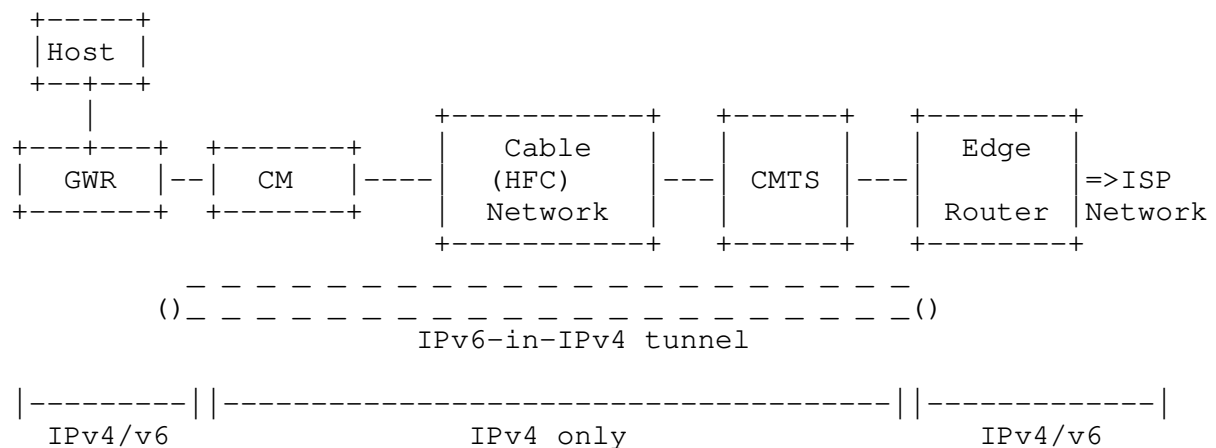 Host
Cable Edge
GWR CM (HFC) CMTS =>ISP
Network Router Network
IPv6-in-IPv4 tunnel
IPv4/v6 IPv4 only IPv4/v6